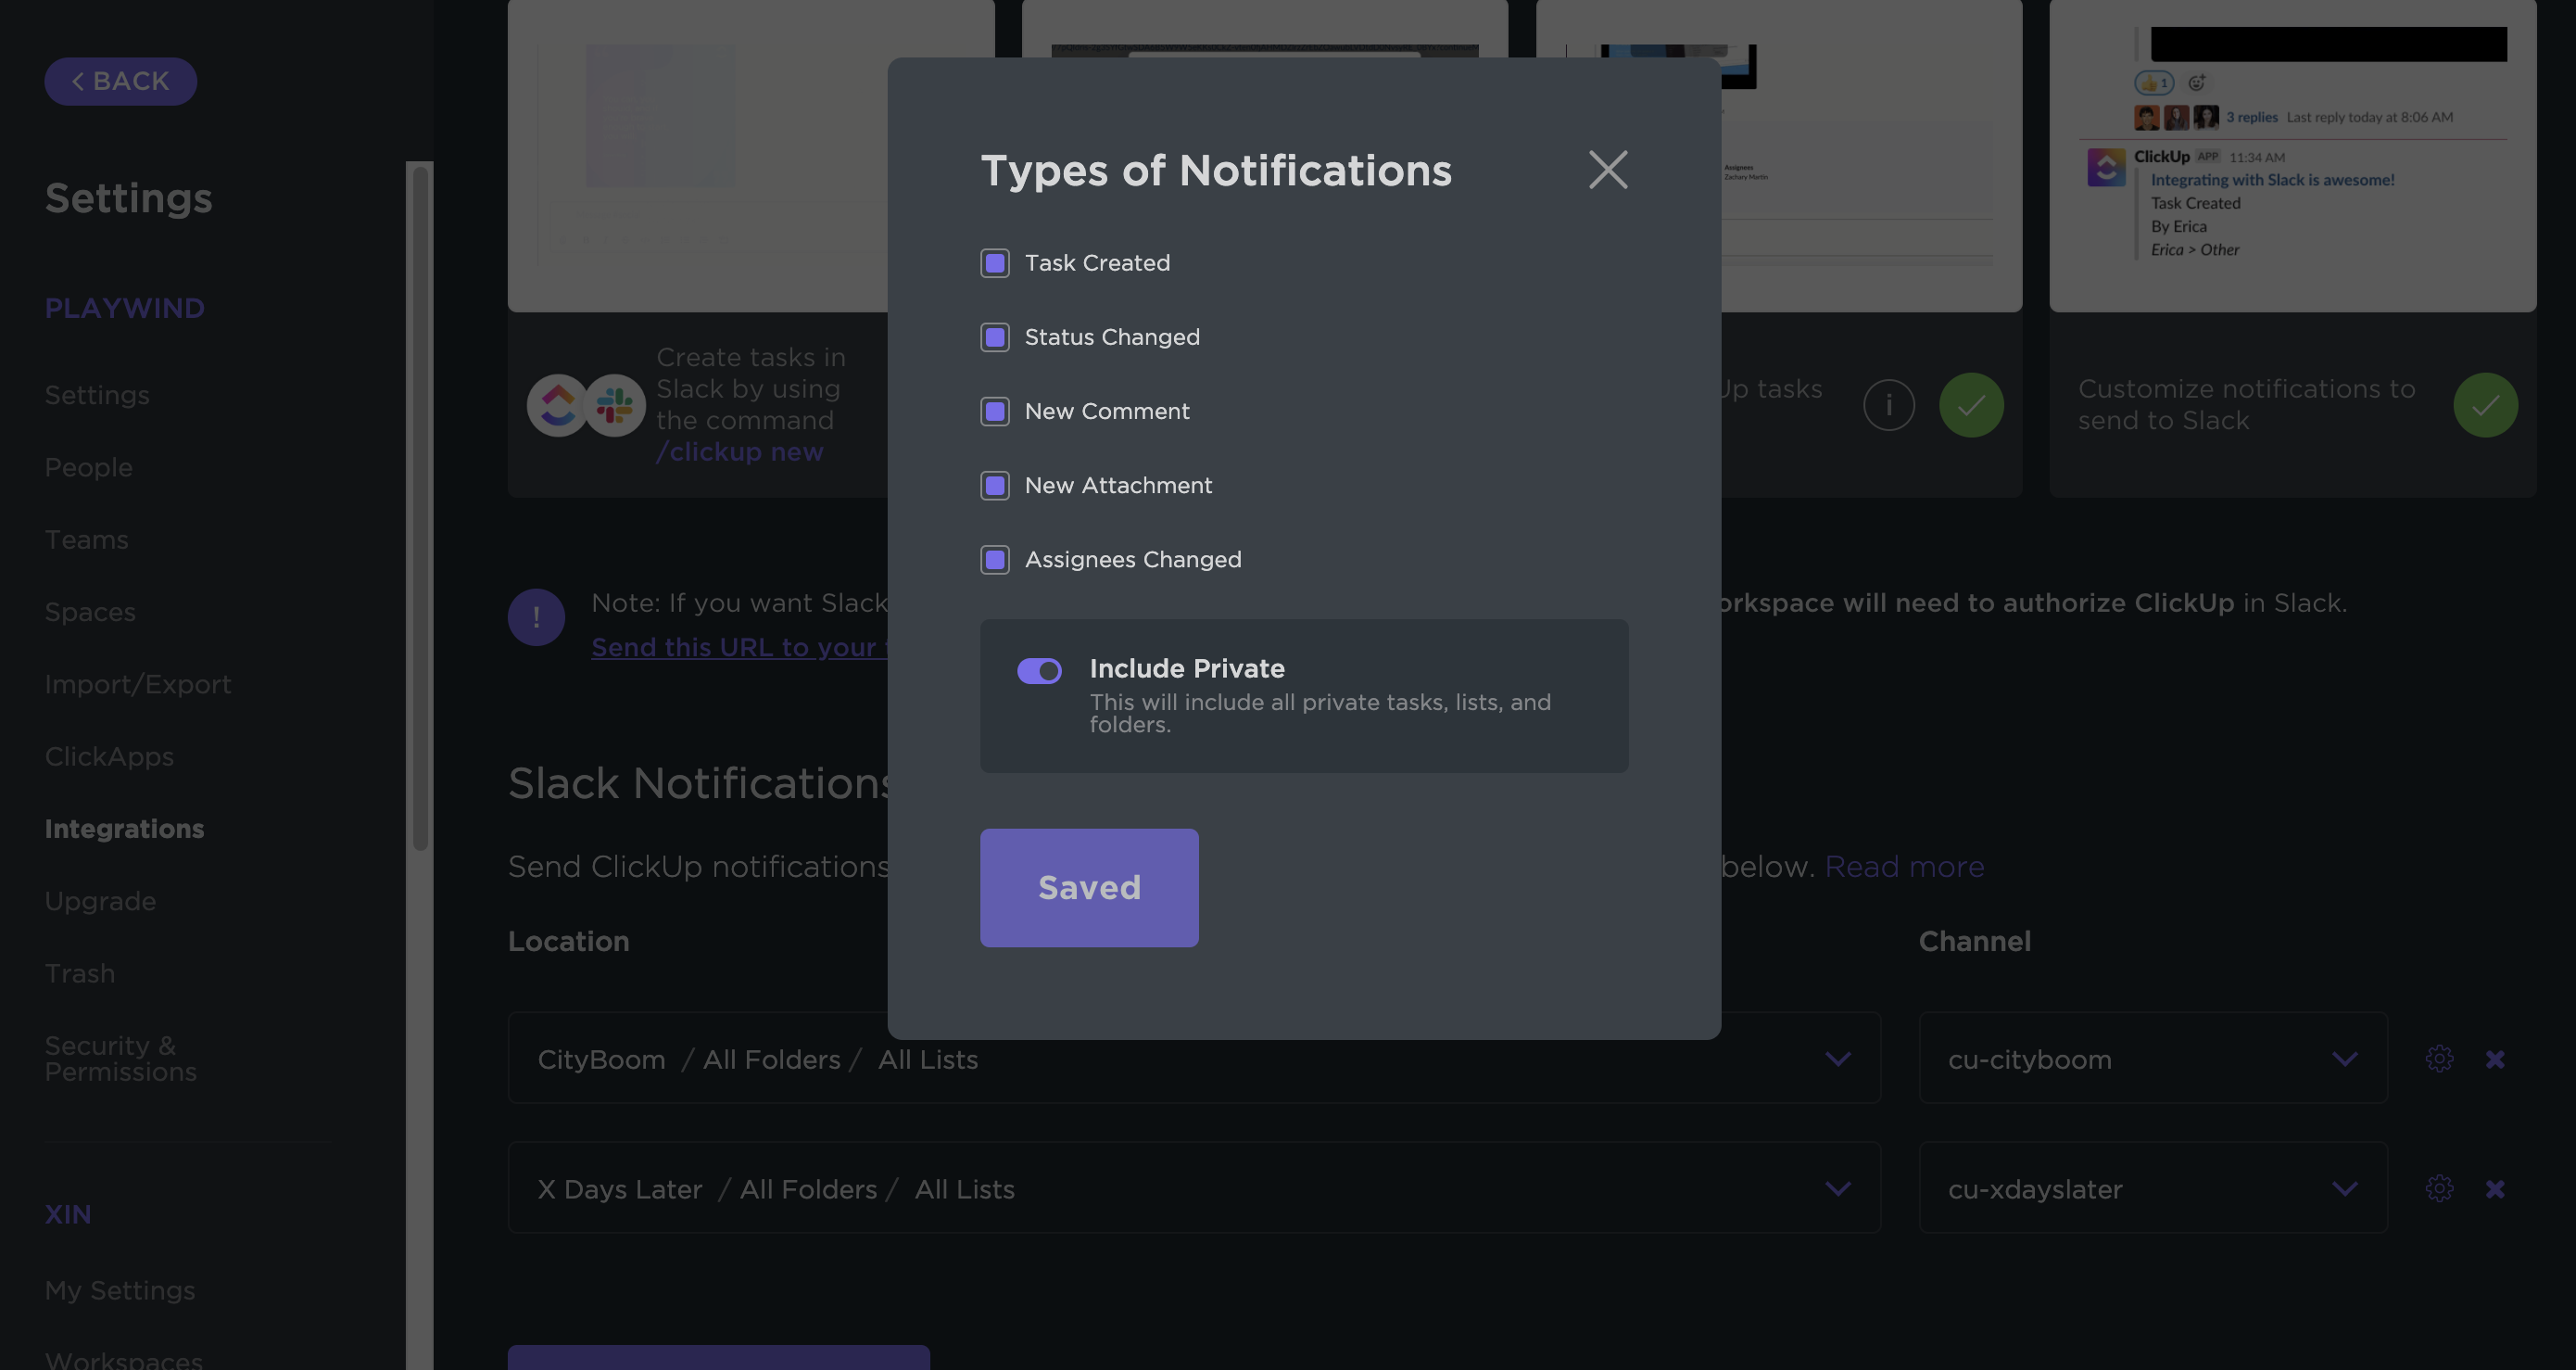 BACK
Settings
PLAYWIND
Settings
People
Teams
Spaces
Import/Export
ClickApps
Integrations
Upgrade
Trash
Security &
Permissions
XIN
My Settings
Workspaces
Create tasks in
Slack by using
the command
/clickup new
Assignees
Zachary Martin
Up tasks
1
3 replies Last reply today at 8:06 AM
ClickUp APP 11:34 AM
Integrating with Slack is awesome!
Task Created
By Erica
Erica > Other
Customize notifications to
send to Slack
Types of Notifications
Task Created
Status Changed
New Comment
New Attachment
Assignees Changed
Include Private
This will include all private tasks, lists, and
folders.
Saved
Note: If you want Slack
orkspace will need to authorize ClickUp in Slack.
Send this URL to your t
Slack Notifications
Send ClickUp notifications
below. Read more
Location
Channel
CityBoom / All Folders / All Lists
cu-cityboom
X Days Later / All Folders / All Lists
cu-xdayslater